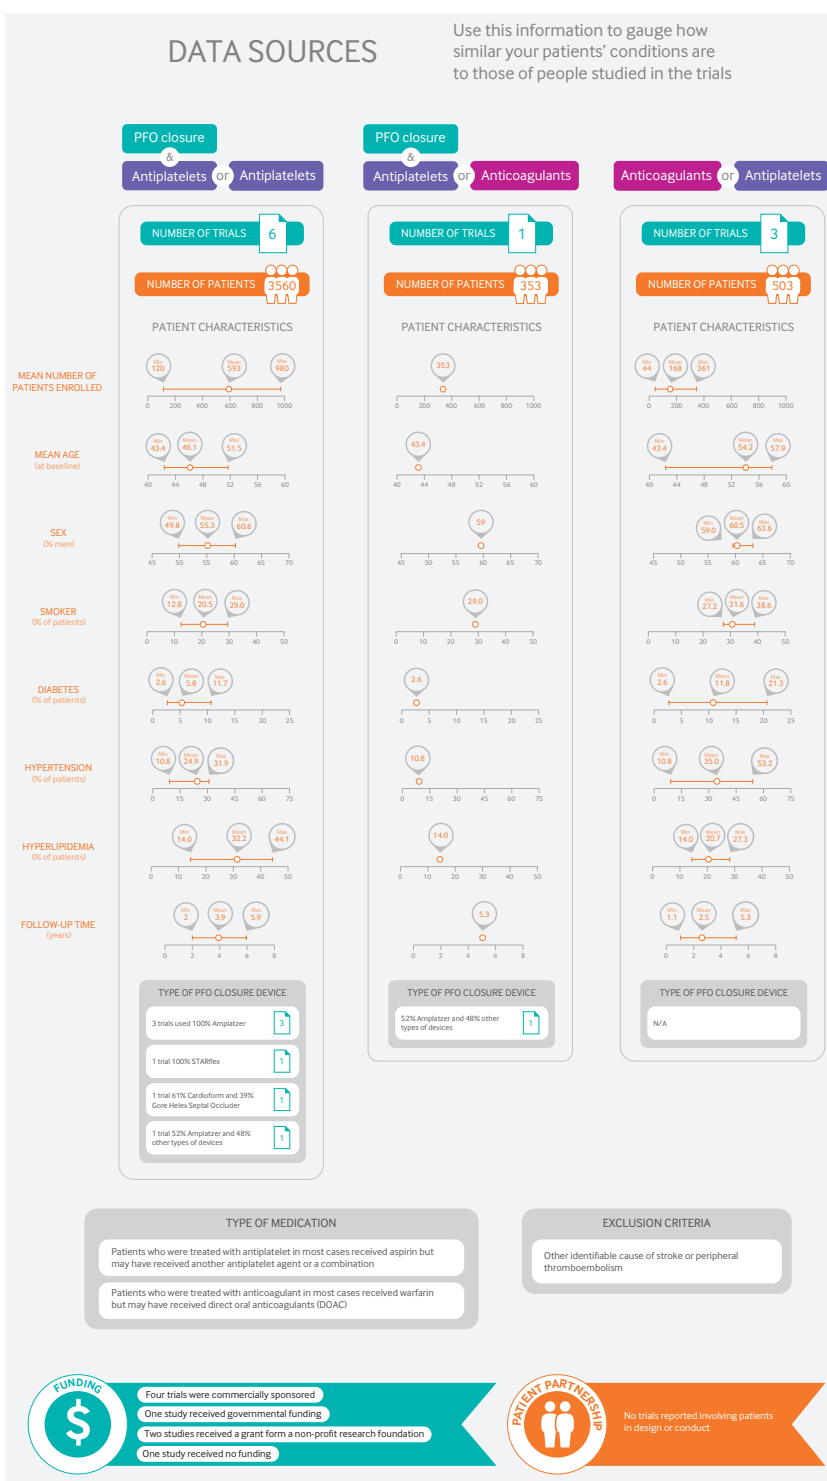 DATA SOURCES
Use this information to gauge how
similar your patients' conditions are
to those of people studied in the trials
PFO closure
&
Antiplatelets or Antiplatelets
PFO closure
&
Antiplatelets or Anticoagulants
Anticoagulants or Antiplatelets
NUMBER OF TRIALS 6
NUMBER OF TRIALS 1
NUMBER OF TRIALS 3
NUMBER OF PATIENTS 3560
NUMBER OF PATIENTS 353
NUMBER OF PATIENTS 503
PATIENT CHARACTERISTICS
PATIENT CHARACTERISTICS
PATIENT CHARACTERISTICS
MEAN NUMBER OF
PATIENTS ENROLLED
Min 120 Mean 593 Max 980
0 200 400 600 800 1000
353
0 200 400 600 800 1000
Min 44 Mean 168 Max 361
0 200 400 600 800 1000
MEAN AGE
(at baseline)
Min 43.4 Mean 46.1 Max 51.5
40 44 48 52 56 60
43.4
40 44 48 52 56 60
Min 43.4 Mean 54.2 Max 57.9
40 44 48 52 56 60
SEX
(% men)
Min 49.8 Mean 55.3 Max 60.6
45 50 55 60 65 70
59
45 50 55 60 65 70
Min 59.0 Mean 60.5 Max 63.6
45 50 55 60 65 70
SMOKER
(% of patients)
Min 12.8 Mean 20.5 Max 29.0
0 10 20 30 40 50
29.0
0 10 20 30 40 50
Min 27.2 Mean 31.6 Max 38.6
0 10 20 30 40 50
DIABETES
(% of patients)
Min 2.6 Mean 5.8 Max 11.7
0 5 10 15 20 25
2.6
0 5 10 15 20 25
Min 2.6 Mean 11.8 Max 21.3
0 5 10 15 20 25
HYPERTENSION
(% of patients)
Min 10.8 Mean 24.9 Max 31.9
0 15 30 45 60 75
10.8
0 15 30 45 60 75
Min 10.8 Mean 35.0 Max 53.2
0 15 30 45 60 75
HYPERLIPIDEMIA
(% of patients)
Min 14.0 Mean 32.2 Max 44.1
0 10 20 30 40 50
14.0
0 10 20 30 40 50
Min 14.0 Mean 20.7 Max 27.3
0 10 20 30 40 50
FOLLOW-UP TIME
(years)
Min 2 Mean 3.9 Max 5.9
0 2 4 6 8
5.3
0 2 4 6 8
Min 1.1 Mean 2.5 Max 5.3
0 2 4 6 8
TYPE OF PFO CLOSURE DEVICE
3 trials used 100% Amplatzer 3
1 trial 100% STARflex 1
1 trial 61% Cardioform and 39%
Gore Helex Septal Occluder 1
1 trial 52% Amplatzer and 48%
other types of devices 1
TYPE OF PFO CLOSURE DEVICE
52% Amplatzer and 48% other
types of devices 1
TYPE OF PFO CLOSURE DEVICE
N/A
TYPE OF MEDICATION
Patients who were treated with antiplatelet in most cases received aspirin but
may have received another antiplatelet agent or a combination
Patients who were treated with anticoagulant in most cases received warfarin
but may have received direct oral anticoagulants (DOAC)
EXCLUSION CRITERIA
Other identifiable cause of stroke or peripheral
thromboembolism
FUNDING
$
Four trials were commercially sponsored
One study received governmental funding
Two studies received a grant form a non-profit research foundation
One study received no funding
PATIENT PARTNERSHIP
No trials reported involving patients
in design or conduct